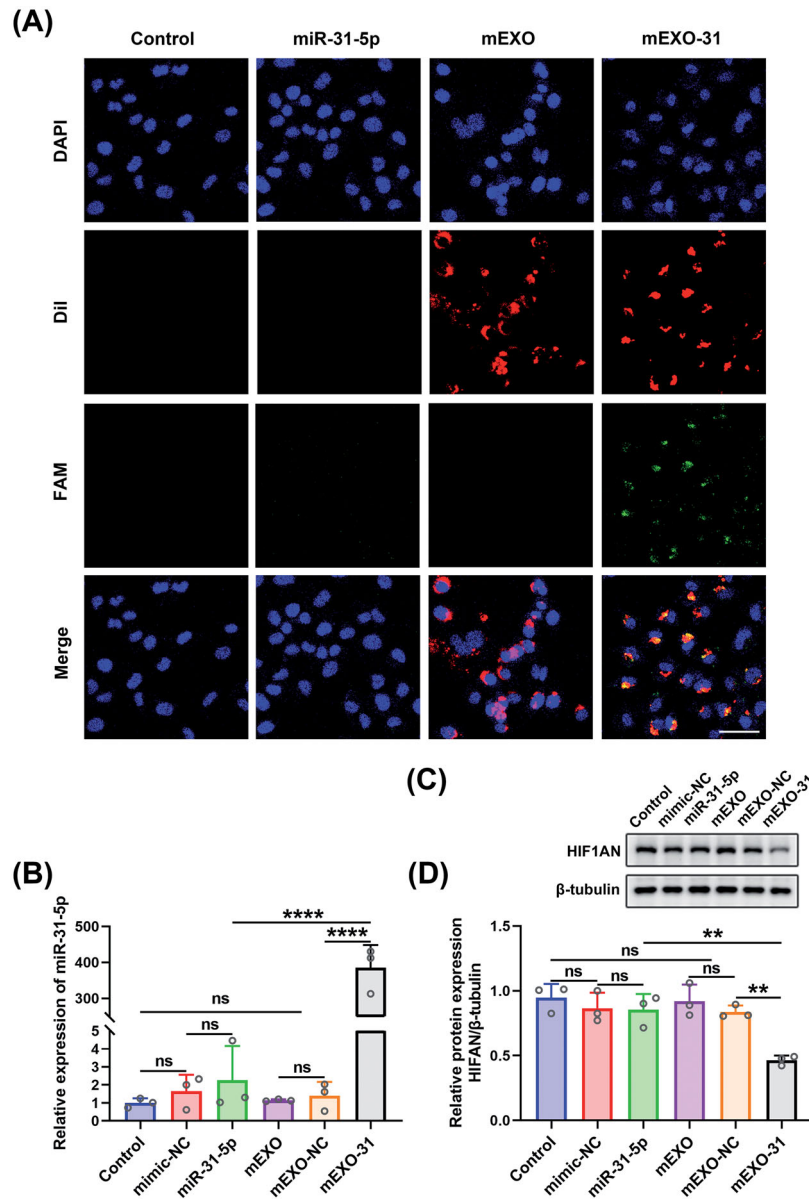 (A)
Control miR-31-5p mEXO mEXO-31
DAPI
DiI
FAM
Merge
(C)
Control mimic-NC miR-31-5p mEXO mEXO-NC mEXO-31
HIF1AN
β-tubulin
(B)
Relative expression of miR-31-5p
500
400
300
5
4
3
2
1
0
ns
ns
ns
ns
****
****
Control mimic-NC miR-31-5p mEXO mEXO-NC mEXO-31
(D)
Relative protein expression
HIFAN/β-tubulin
1.5
1.0
0.5
0.0
ns
ns
ns
ns
**
**
Control mimic-NC miR-31-5p mEXO mEXO-NC mEXO-31